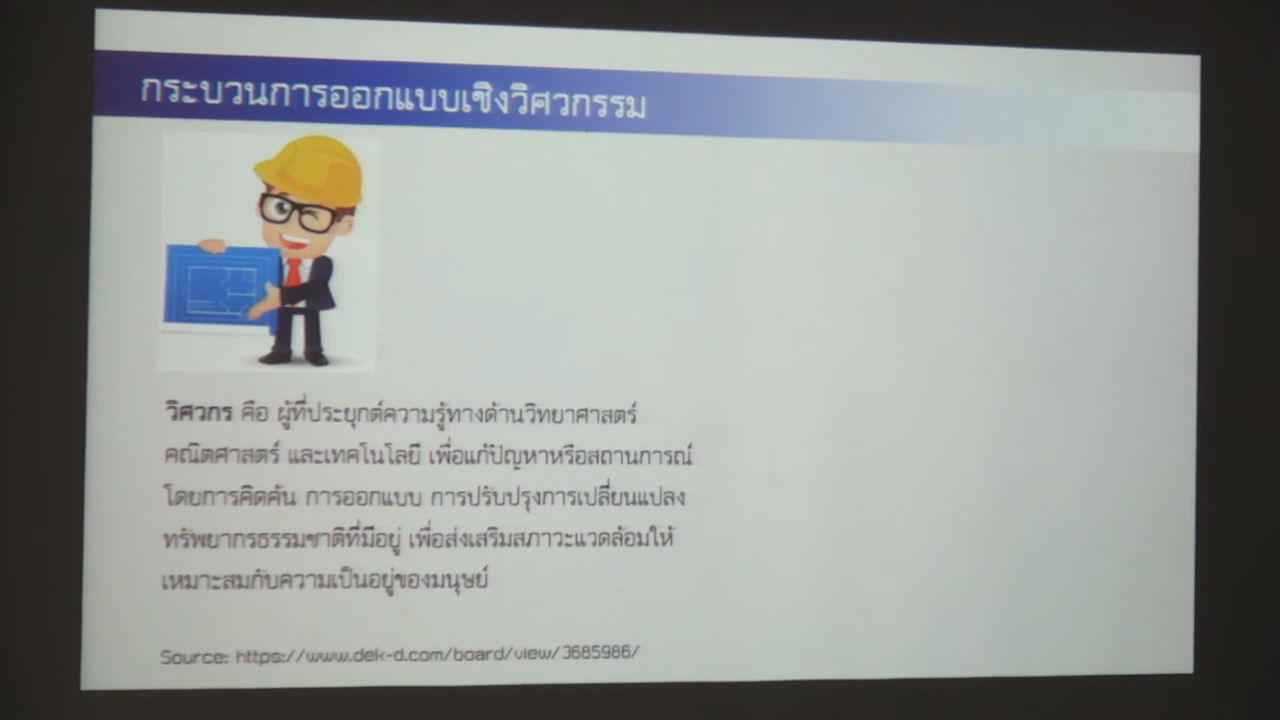 กระบวนการออกแบบเชิงวิศวกรรม
วิศวกร คือ ผู้ที่ประยุกต์ความรู้ทางด้านวิทยาศาสตร์
คณิตศาสตร์ และเทคโนโลยี เพื่อแก้ปัญหาหรือสถานการณ์
โดยการคิดค้น การออกแบบ การปรับปรุงการเปลี่ยนแปลง
ทรัพยากรธรรมชาติที่มีอยู่ เพื่อส่งเสริมสภาวะแวดล้อมให้
เหมาะสมกับความเป็นอยู่ของมนุษย์
Source: https://www.dek-d.com/board/view/3685986/